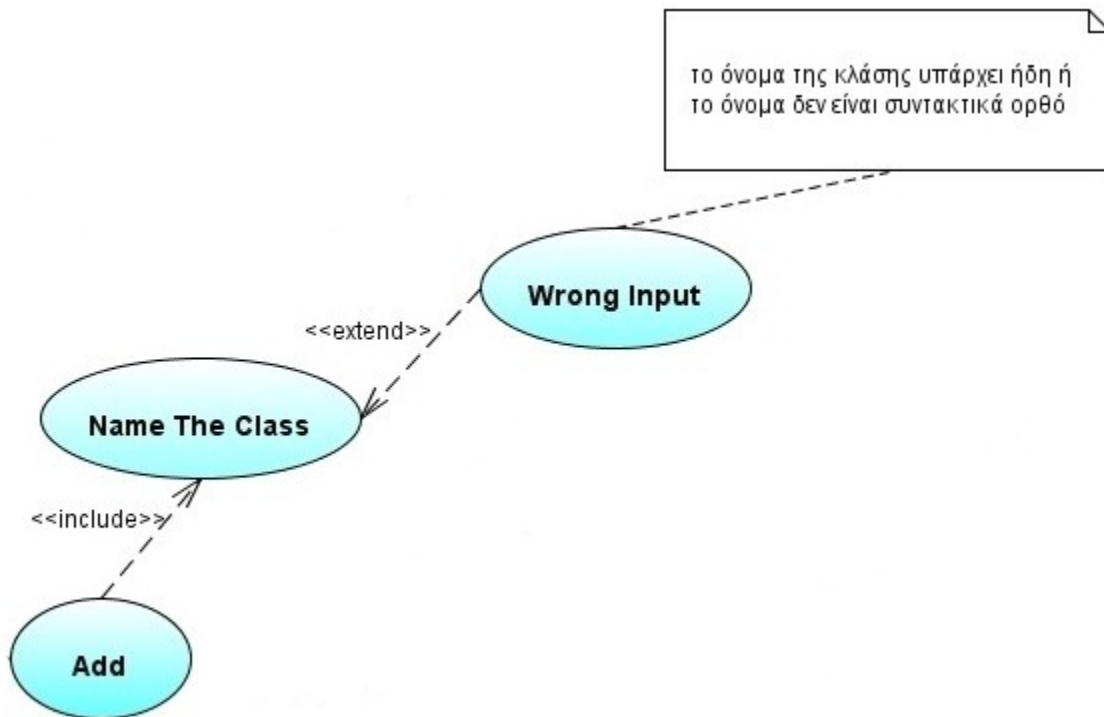 το όνομα της κλάσης υπάρχει ήδη ή
το όνομα δεν είναι συντακτικά ορθό
Wrong Input
<<extend>>
Name The Class
<<include>>
Add